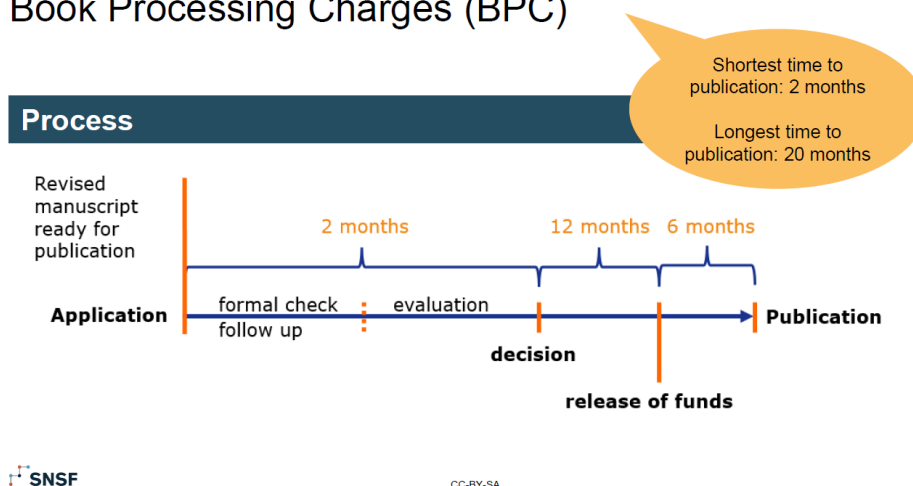 Book Processing Charges (BPC)
Shortest time to
publication: 2 months
Longest time to
publication: 20 months
Process
Revised
manuscript
ready for
publication
2 months
12 months
6 months
Application
formal check
follow up
evaluation
Publication
decision
release of funds
SNSF
CC-BY-SA